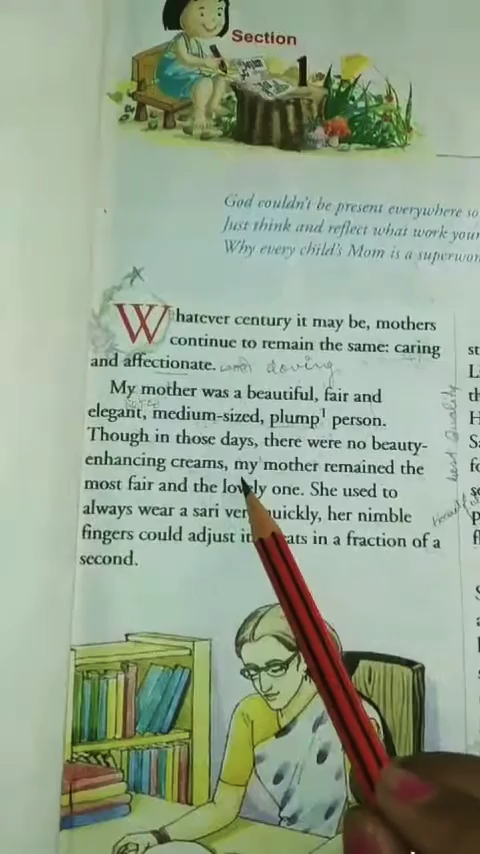 Section
1
God couldn't be present everywhere so
Just think and reflect what work your
Why every child's Mom is a superwom
Whatever century it may be, mothers
continue to remain the same: caring
and affectionate. and loving
My mother was a beautiful, fair and
elegant, medium-sized, plump¹ person.
Though in those days, there were no beauty-
enhancing creams, my mother remained the
most fair and the lovely one. She used to
always wear a sari very quickly, her nimble
fingers could adjust its pleats in a fraction of a
second.
best Quality